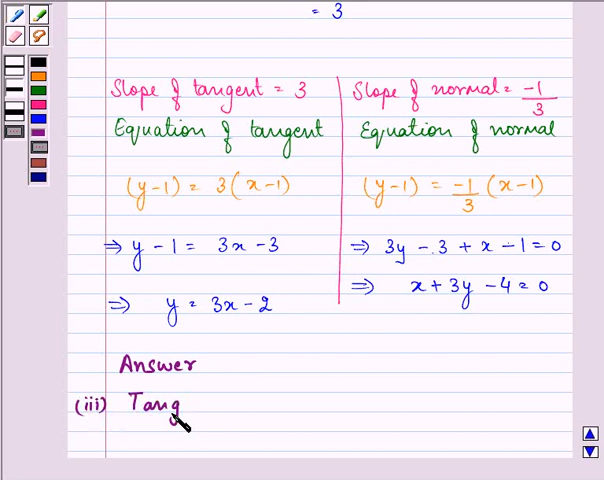 = 3
Slope of tangent = 3
Equation of tangent
(y-1) = 3(x-1)
⇒ y - 1 = 3x - 3
⇒ y = 3x - 2
Slope of normal = -1/3
Equation of normal
(y-1) = -1/3 (x-1)
⇒ 3y - 3 + x - 1 = 0
⇒ x + 3y - 4 = 0
Answer
(iii) Tang